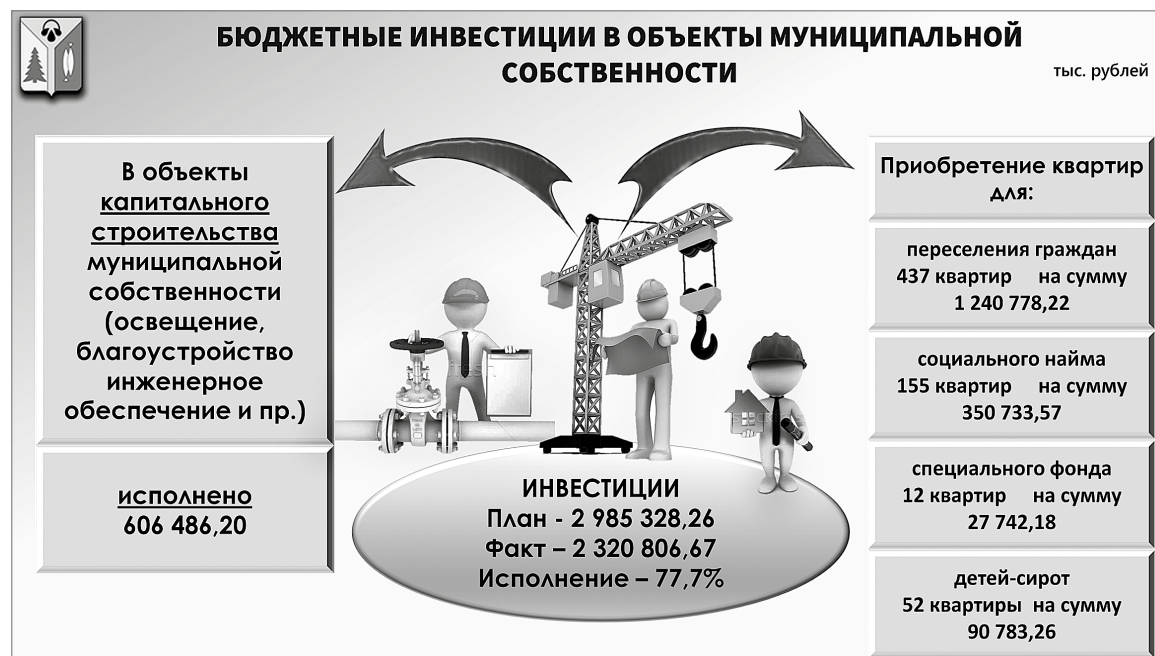 БЮДЖЕТНЫЕ ИНВЕСТИЦИИ В ОБЪЕКТЫ МУНИЦИПАЛЬНОЙ
СОБСТВЕННОСТИ
тыс. рублей
В объекты
капитального
строительства
муниципальной
собственности
(освещение,
благоустройство
инженерное
обеспечение и пр.)
исполнено
606 486,20
ИНВЕСТИЦИИ
План - 2 985 328,26
Факт – 2 320 806,67
Исполнение – 77,7%
Приобретение квартир
для:
переселения граждан
437 квартир на сумму
1 240 778,22
социального найма
155 квартир на сумму
350 733,57
специального фонда
12 квартир на сумму
27 742,18
детей-сирот
52 квартиры на сумму
90 783,26